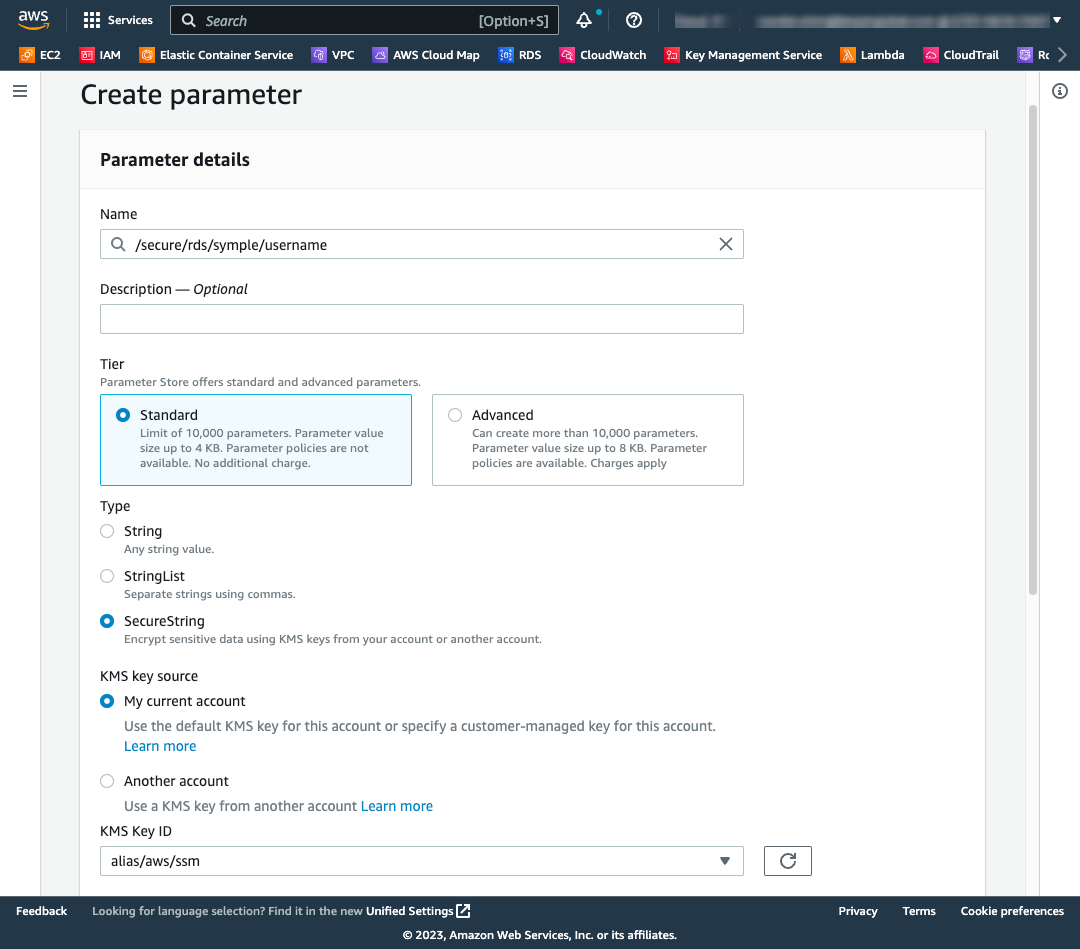 aws
Services
Search [Option+S]
EC2 IAM Elastic Container Service VPC AWS Cloud Map RDS CloudWatch Key Management Service Lambda CloudTrail
Create parameter
Parameter details
Name
/secure/rds/symple/username
Description — Optional
Tier
Parameter Store offers standard and advanced parameters.
Standard
Limit of 10,000 parameters. Parameter value
size up to 4 KB. Parameter policies are not
available. No additional charge.
Advanced
Can create more than 10,000 parameters.
Parameter value size up to 8 KB. Parameter
policies are available. Charges apply
Type
String
Any string value.
StringList
Separate strings using commas.
SecureString
Encrypt sensitive data using KMS keys from your account or another account.
KMS key source
My current account
Use the default KMS key for this account or specify a customer-managed key for this account.
Learn more
Another account
Use a KMS key from another account Learn more
KMS Key ID
alias/aws/ssm
Feedback Looking for language selection? Find it in the new Unified Settings Privacy Terms Cookie preferences
© 2023, Amazon Web Services, Inc. or its affiliates.